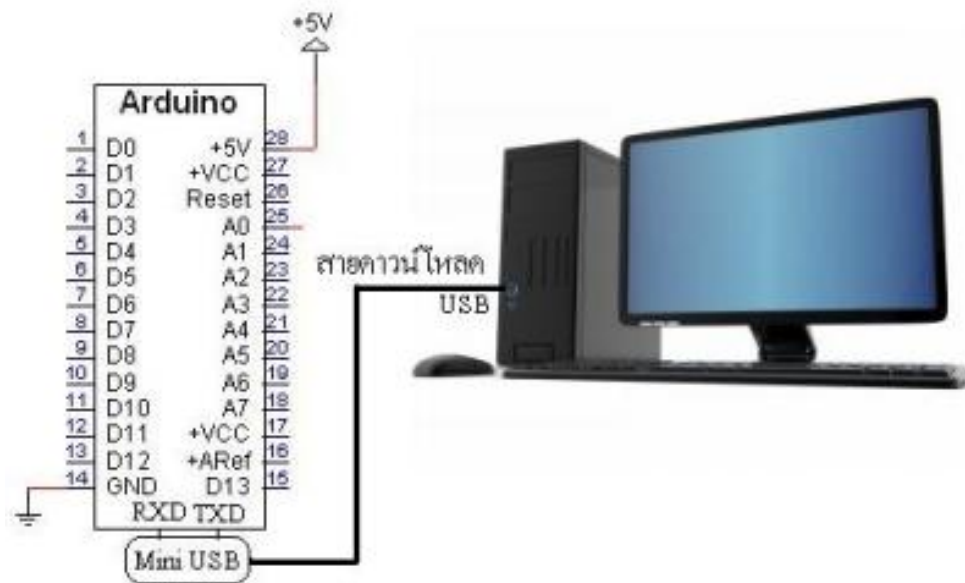 +5V
Arduino
1 D0 +5V 28
2 D1 +VCC 27
3 D2 Reset 26
4 D3 A0 25
5 D4 A1 24
6 D5 A2 23
7 D6 A3 22
8 D7 A4 21
9 D8 A5 20
10 D9 A6 19
11 D10 A7 18
12 D11 +VCC 17
13 D12 +ARef 16
14 GND D13 15
RXD TXD
Mini USB
สายดาวน์โหลด
USB